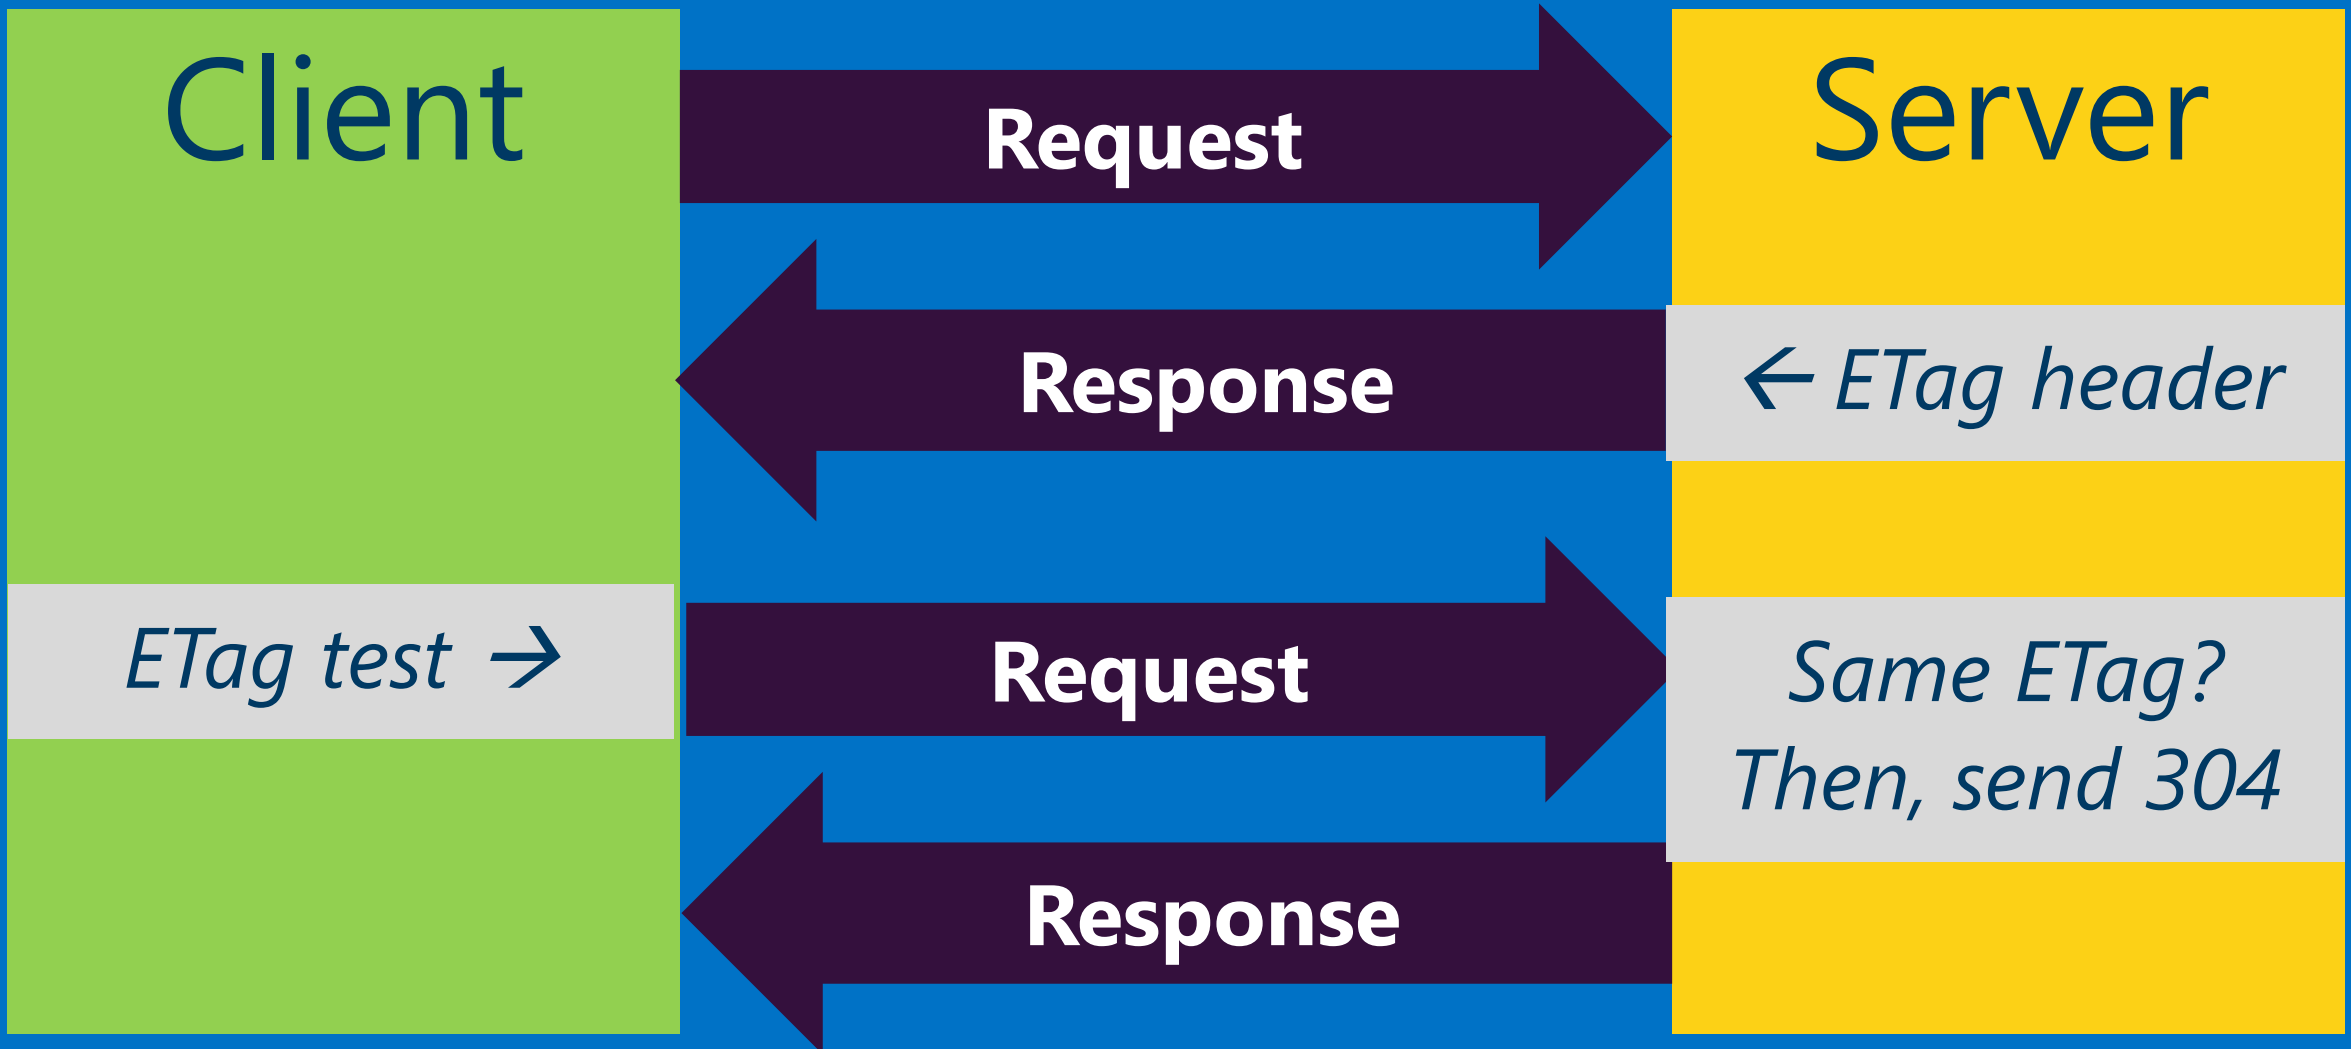 Client
Server
Request
Response
← ETag header
ETag test →
Request
Same ETag?
Then, send 304
Response